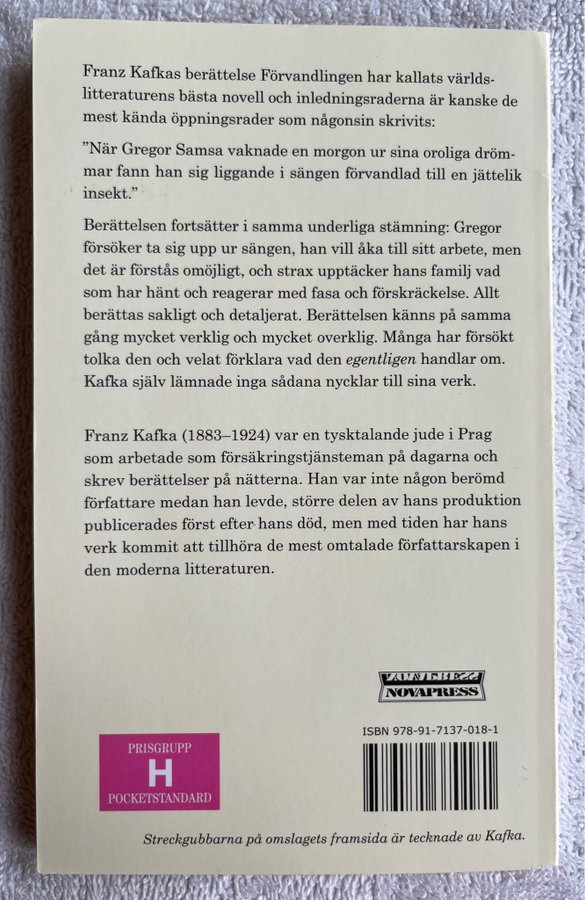 Franz Kafkas berättelse Förvandlingen har kallats världs-
litteraturens bästa novell och inledningsraderna är kanske de
mest kända öppningsrader som någonsin skrivits:
”När Gregor Samsa vaknade en morgon ur sina oroliga dröm-
mar fann han sig liggande i sängen förvandlad till en jättelik
insekt.”
Berättelsen fortsätter i samma underliga stämning: Gregor
försöker ta sig upp ur sängen, han vill åka till sitt arbete, men
det är förstås omöjligt, och strax upptäcker hans familj vad
som har hänt och reagerar med fasa och förskräckelse. Allt
berättas sakligt och detaljerat. Berättelsen känns på samma
gång mycket verklig och mycket overklig. Många har försökt
tolka den och velat förklara vad den egentligen handlar om.
Kafka själv lämnade inga sådana nycklar till sina verk.
Franz Kafka (1883–1924) var en tysktalande jude i Prag
som arbetade som försäkringstjänsteman på dagarna och
skrev berättelser på nätterna. Han var inte någon berömd
författare medan han levde, större delen av hans produktion
publicerades först efter hans död, men med tiden har hans
verk kommit att tillhöra de mest omtalade författarskapen i
den moderna litteraturen.
NOVAPRESS
ISBN 978-91-7137-018-1
PRISGRUPP
H
POCKETSTANDARD
Streckgubbarna på omslagets framsida är tecknade av Kafka.